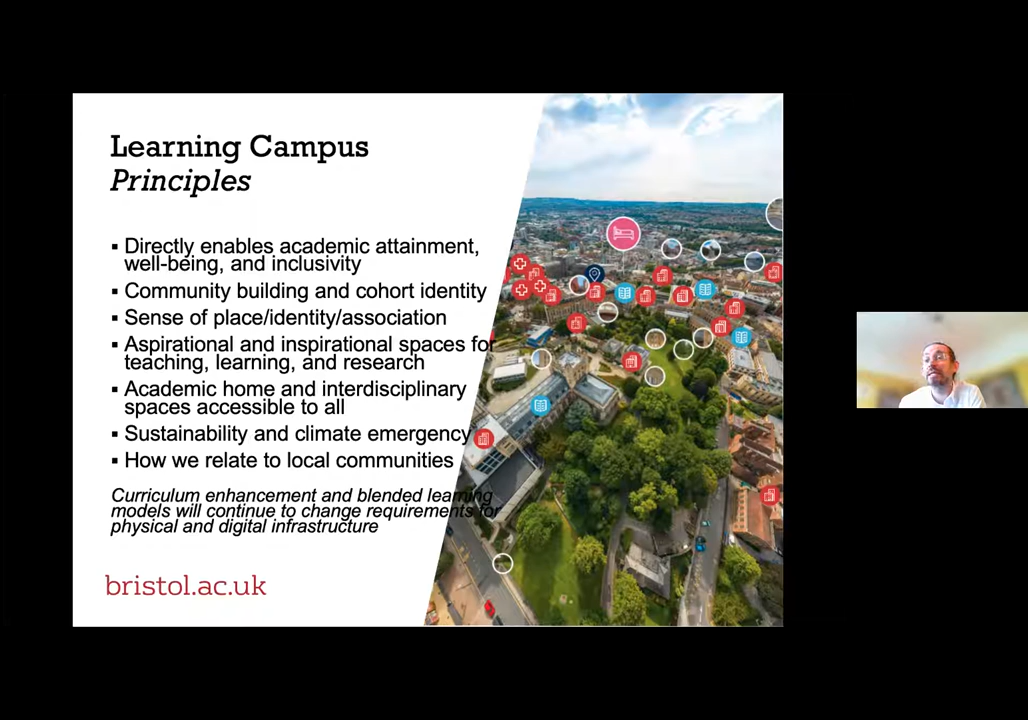 Learning Campus
Principles
▪ Directly enables academic attainment,
well-being, and inclusivity
▪ Community building and cohort identity
▪ Sense of place/identity/association
▪ Aspirational and inspirational spaces for
teaching, learning, and research
▪ Academic home and interdisciplinary
spaces accessible to all
▪ Sustainability and climate emergency
▪ How we relate to local communities
Curriculum enhancement and blended learning
models will continue to change requirements for
physical and digital infrastructure
bristol.ac.uk